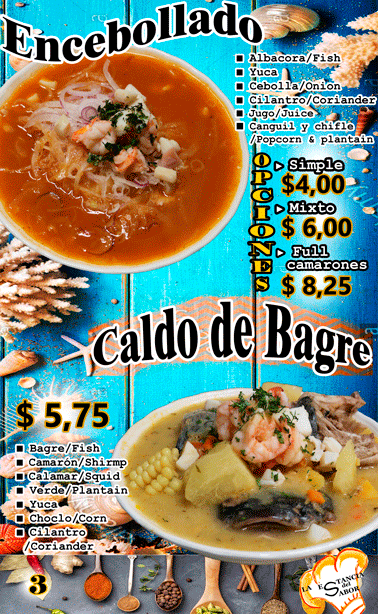 Encebollado
Albacora/Fish
Yuca
Cebolla/Onion
Cilantro/Coriander
Jugo/Juice
Canguil y chifle
/Popcorn & plantain
OPCIONES
Simple
$4,00
Mixto
$ 6,00
Full
camarones
$ 8,25
Caldo de Bagre
$ 5,75
Bagre/Fish
Camarón/Shirmp
Calamar/Squid
Verde/Plantain
Yuca
Choclo/Corn
Cilantro
/Coriander
3
LA ESTANCIA
del
SABOR